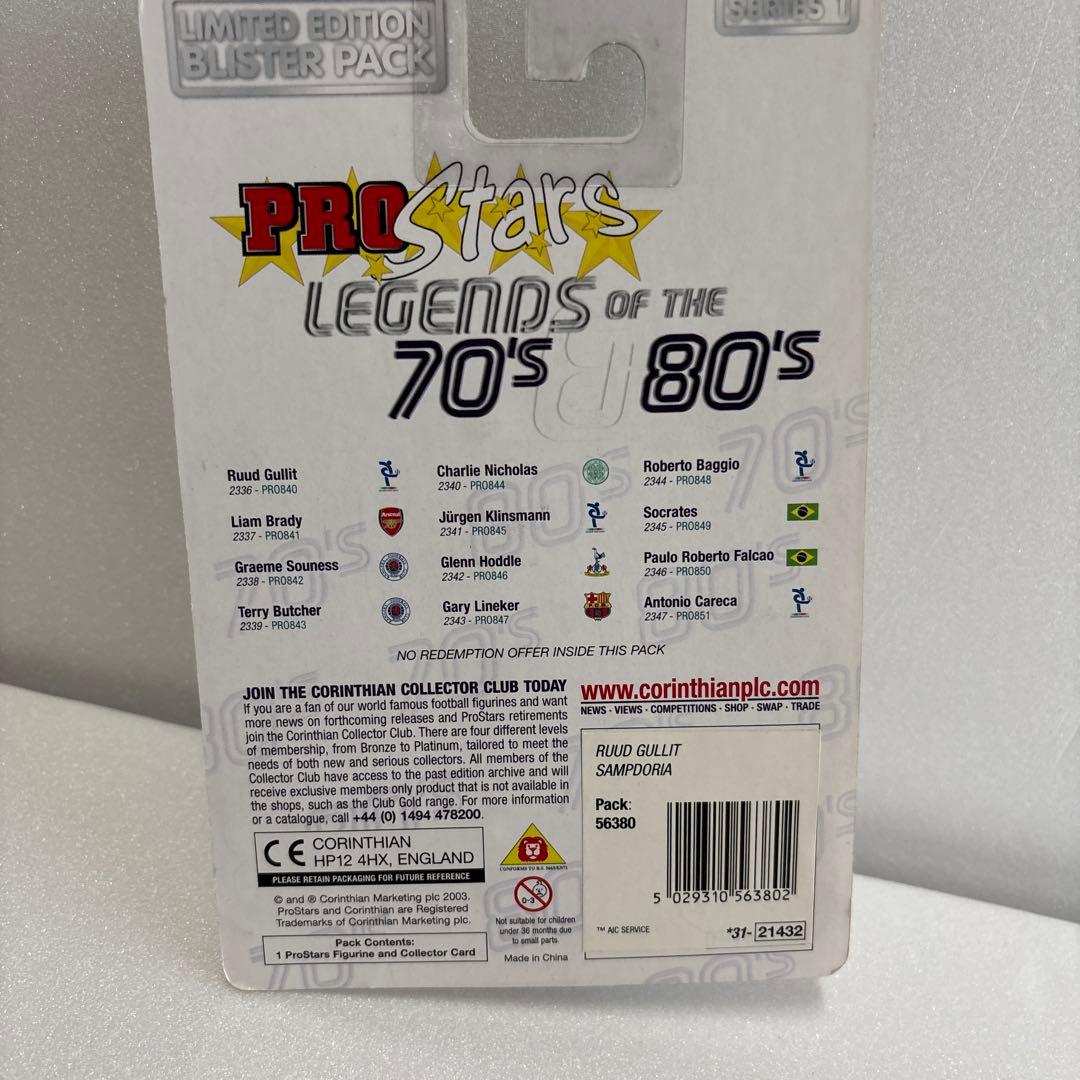 LIMITED EDITION
BLISTER PACK
SERIES 1
PRO Stars
LEGENDS OF THE
70'S & 80'S
Ruud Gullit
2336 - PRO840
Liam Brady
2337 - PRO841
Arsenal
Graeme Souness
2338 - PRO842
Terry Butcher
2339 - PRO843
Charlie Nicholas
2340 - PRO844
Jürgen Klinsmann
2341 - PRO845
Glenn Hoddle
2342 - PRO846
Gary Lineker
2343 - PRO847
Roberto Baggio
2344 - PRO848
Socrates
2345 - PRO849
Paulo Roberto Falcao
2346 - PRO850
Antonio Careca
2347 - PRO851
NO REDEMPTION OFFER INSIDE THIS PACK
JOIN THE CORINTHIAN COLLECTOR CLUB TODAY
If you are a fan of our world famous football figurines and want
more news on forthcoming releases and ProStars retirements
join the Corinthian Collector Club. There are four different levels
of membership, from Bronze to Platinum, tailored to meet the
needs of both new and serious collectors. All members of the
Collector Club have access to the past edition archive and will
receive exclusive members only product that is not available in
the shops, such as the Club Gold range. For more information
or a catalogue, call +44 (0) 1494 478200.
www.corinthianplc.com
NEWS - VIEWS - COMPETITIONS - SHOP - SWAP - TRADE
RUUD GULLIT
SAMPDORIA
Pack:
56380
5 029310 563802
™ AIC SERVICE
*31- 21432
CE CORINTHIAN
HP12 4HX, ENGLAND
PLEASE RETAIN PACKAGING FOR FUTURE REFERENCE
© and ® Corinthian Marketing plc 2003.
ProStars and Corinthian are Registered
Trademarks of Corinthian Marketing plc.
Pack Contents:
1 ProStars Figurine and Collector Card
0-3
Not suitable for children
under 36 months due
to small parts.
Made in China